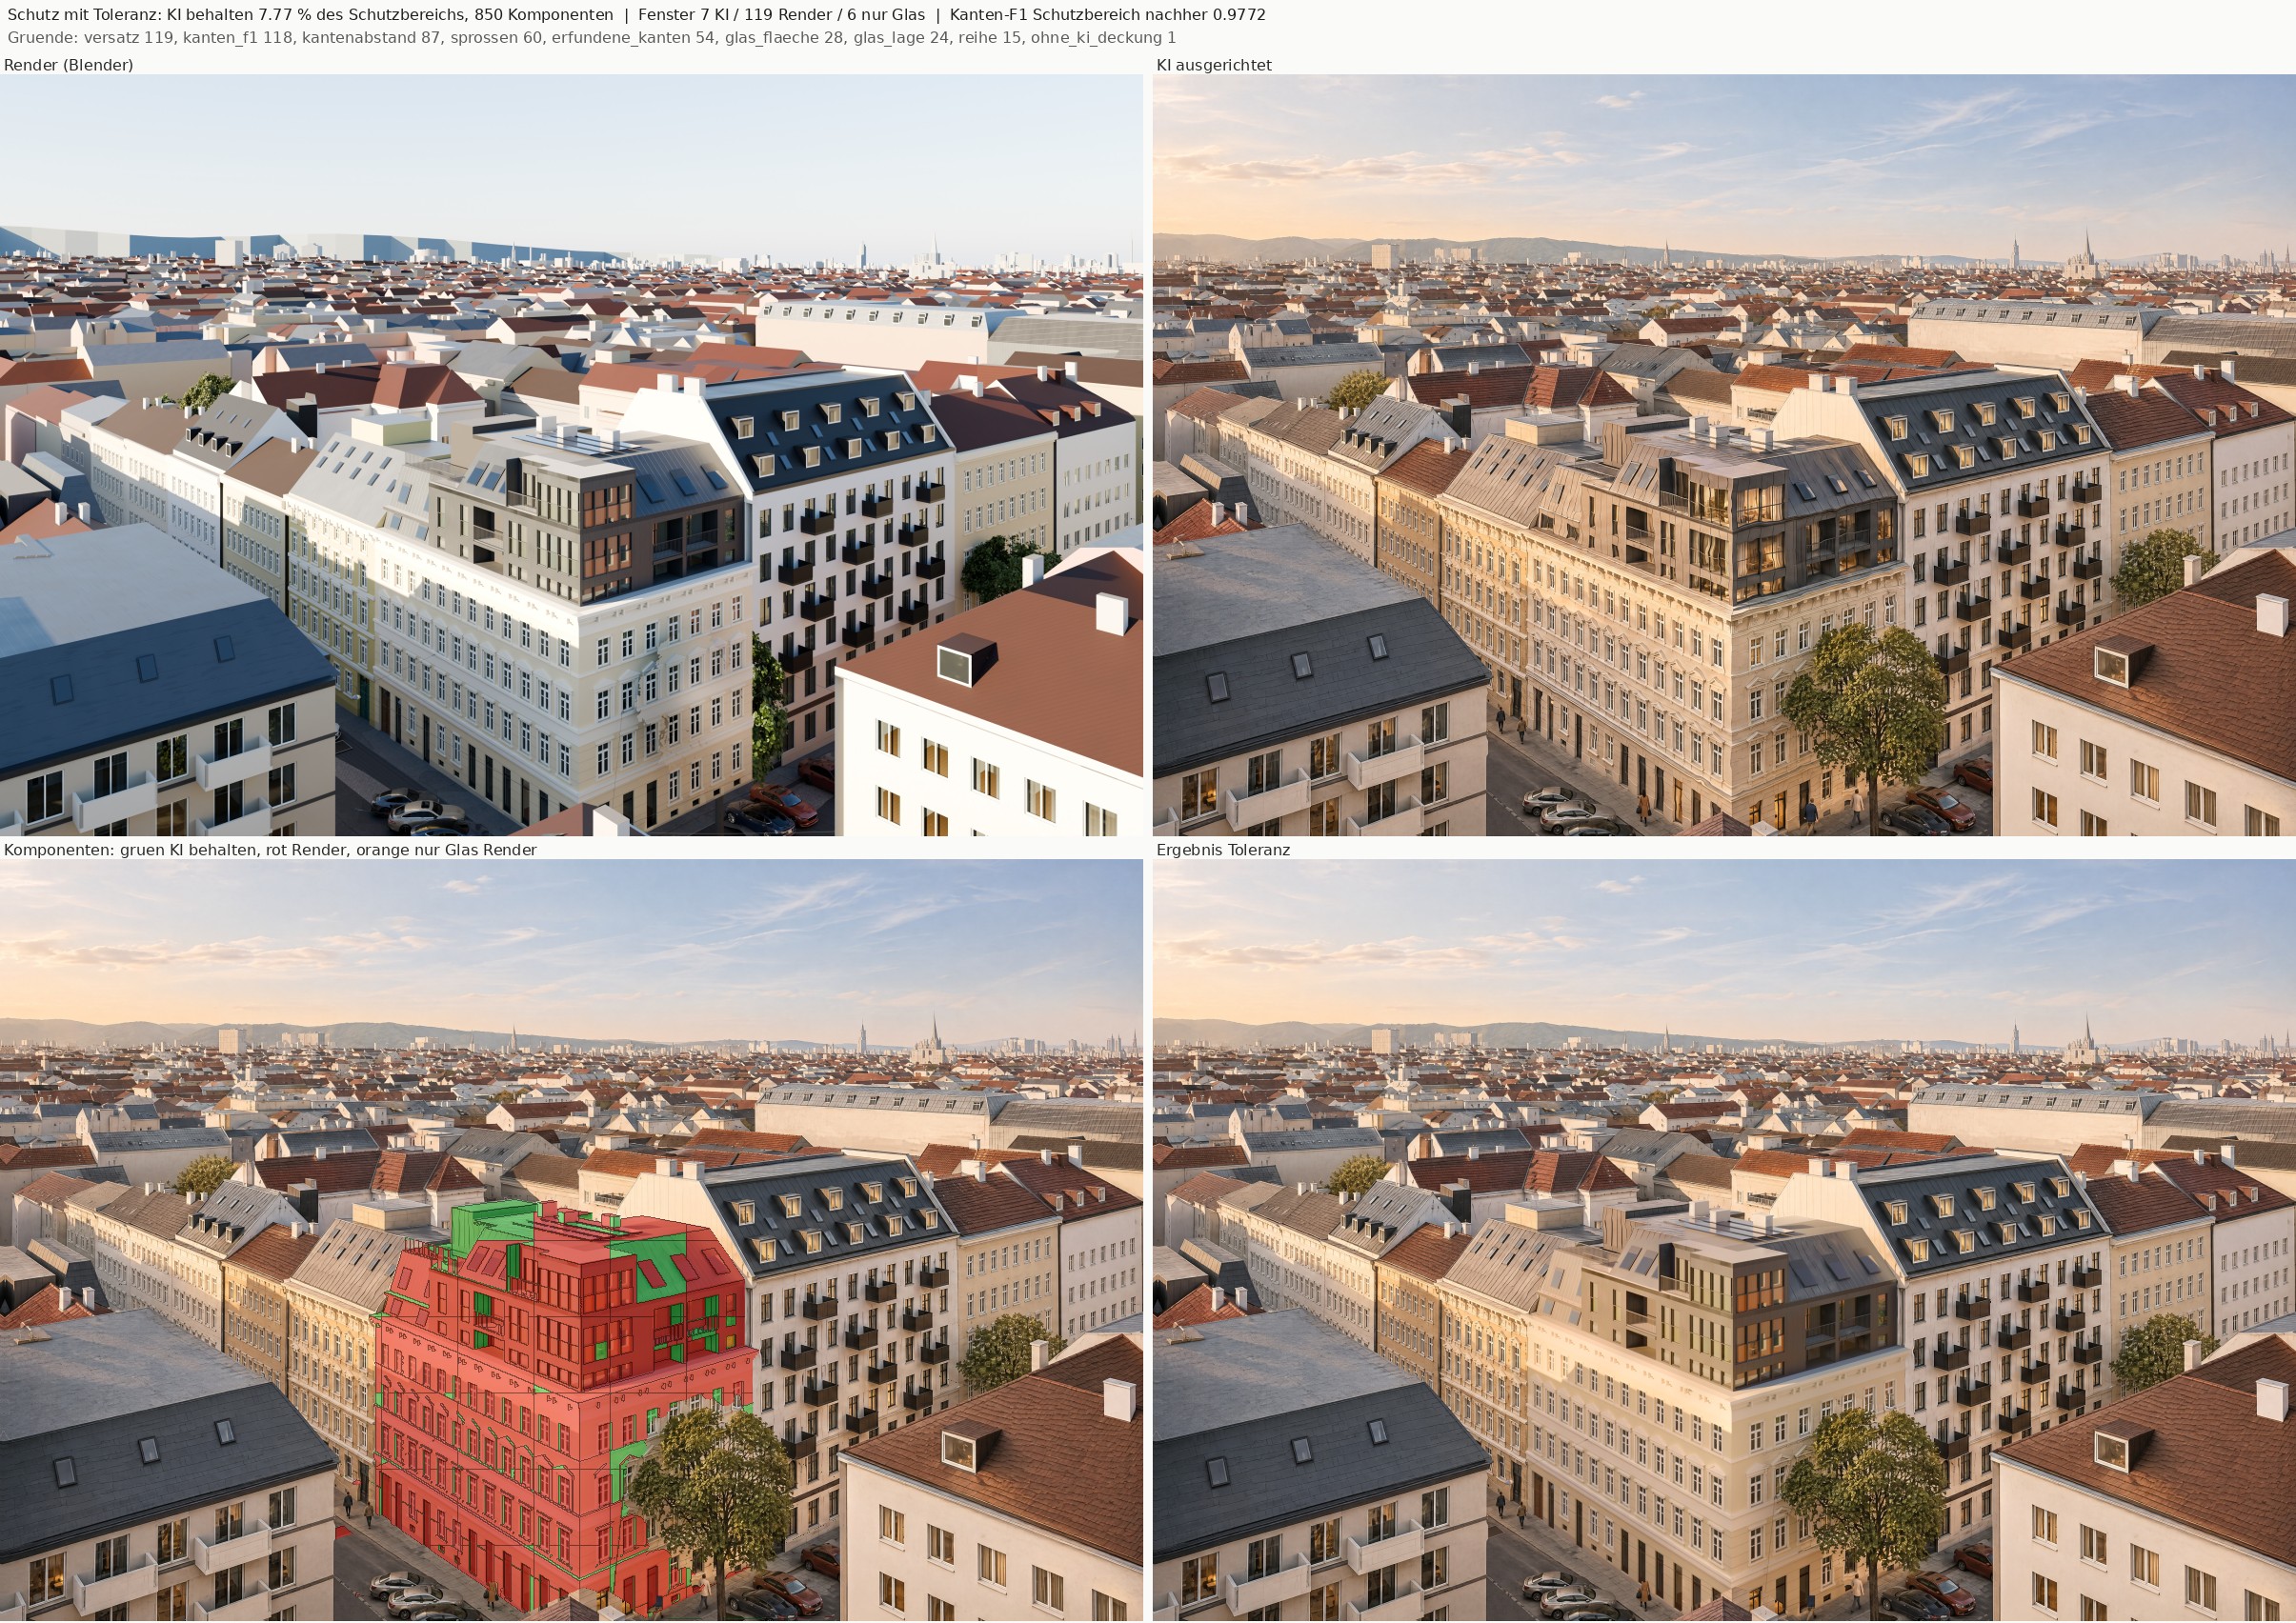 Schutz mit Toleranz: KI behalten 7.77 % des Schutzbereichs, 850 Komponenten | Fenster 7 KI / 119 Render / 6 nur Glas | Kanten-F1 Schutzbereich nachher 0.9772
Gruende: versatz 119, kanten_f1 118, kantenabstand 87, sprossen 60, erfundene_kanten 54, glas_flaeche 28, glas_lage 24, reihe 15, ohne_ki_deckung 1
Render (Blender)
KI ausgerichtet
Komponenten: gruen KI behalten, rot Render, orange nur Glas Render
Ergebnis Toleranz